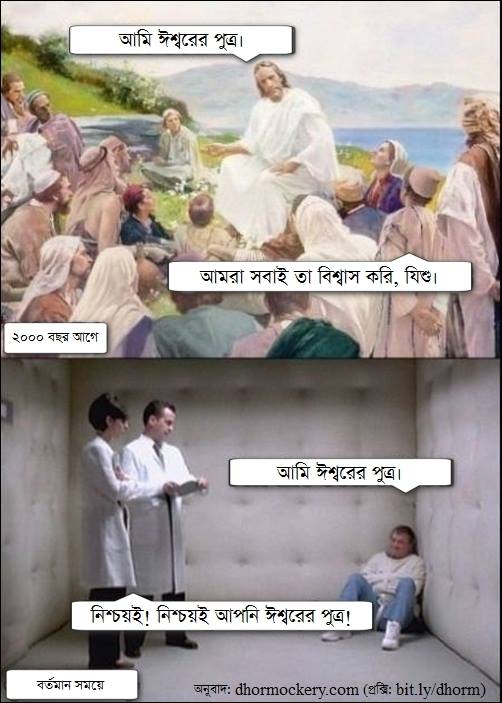 আমি ঈশ্বরের পুত্র।
আমরা সবাই তা বিশ্বাস করি, যিশু।
২০০০ বছর আগে
আমি ঈশ্বরের পুত্র।
নিশ্চয়ই! নিশ্চয়ই আপনি ঈশ্বরের পুত্র!
বর্তমান সময়ে
অনুবাদ: dhormockery.com (প্রক্সি: bit.ly/dhorm)